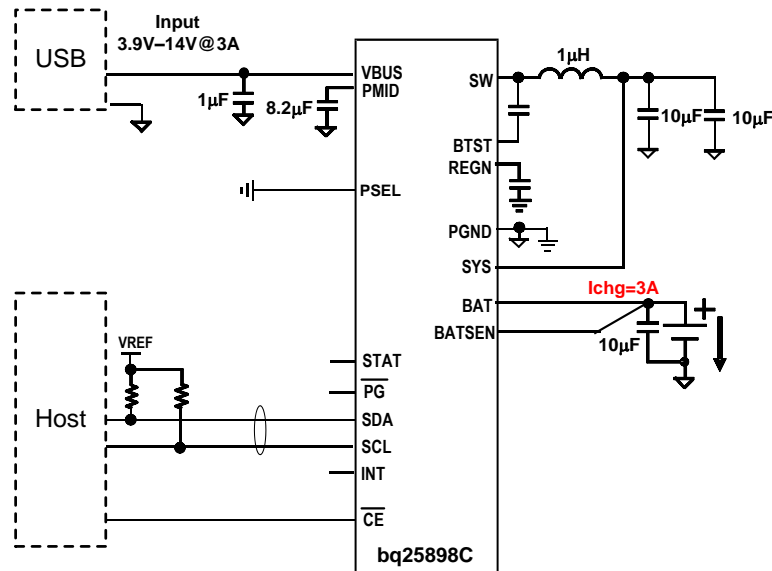 Input
3.9V–14V@3A
USB
VBUS
PMID
1µF
8.2µF
SW
1µH
10µF
10µF
BTST
REGN
PSEL
PGND
SYS
Ichg=3A
BAT
BATSEN
+
10µF
VREF
STAT
PG
Host
SDA
SCL
INT
CE
bq25898C